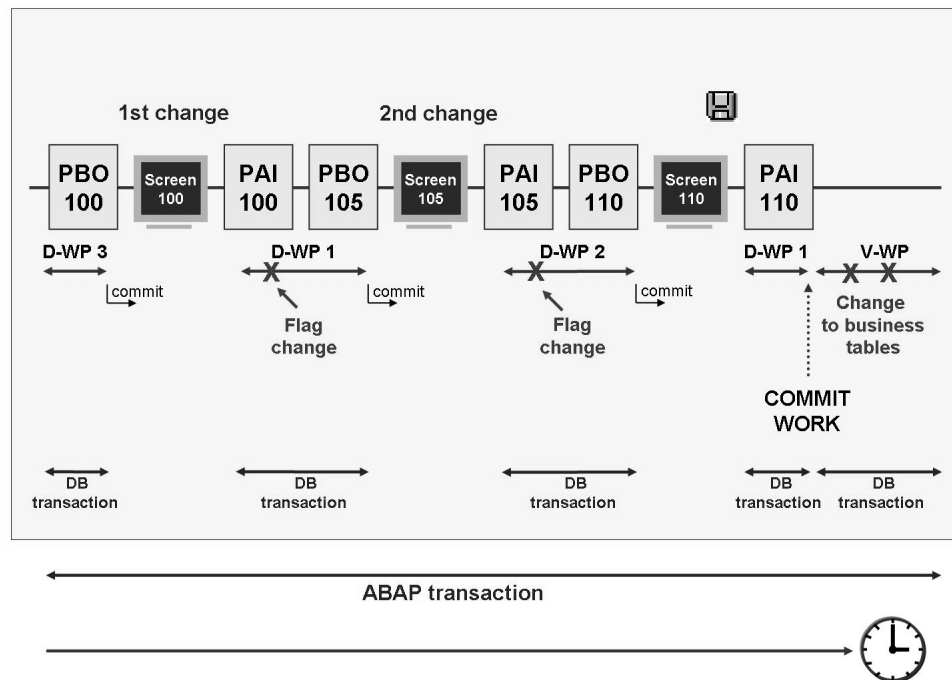 1st change
2nd change
PBO
100
Screen
100
PAI
100
PBO
105
Screen
105
PAI
105
PBO
110
Screen
110
PAI
110
D-WP 3
D-WP 1
D-WP 2
D-WP 1
V-WP
commit
commit
commit
Flag
change
Flag
change
Change
to business
tables
COMMIT
WORK
DB
transaction
DB
transaction
DB
transaction
DB
transaction
DB
transaction
ABAP transaction